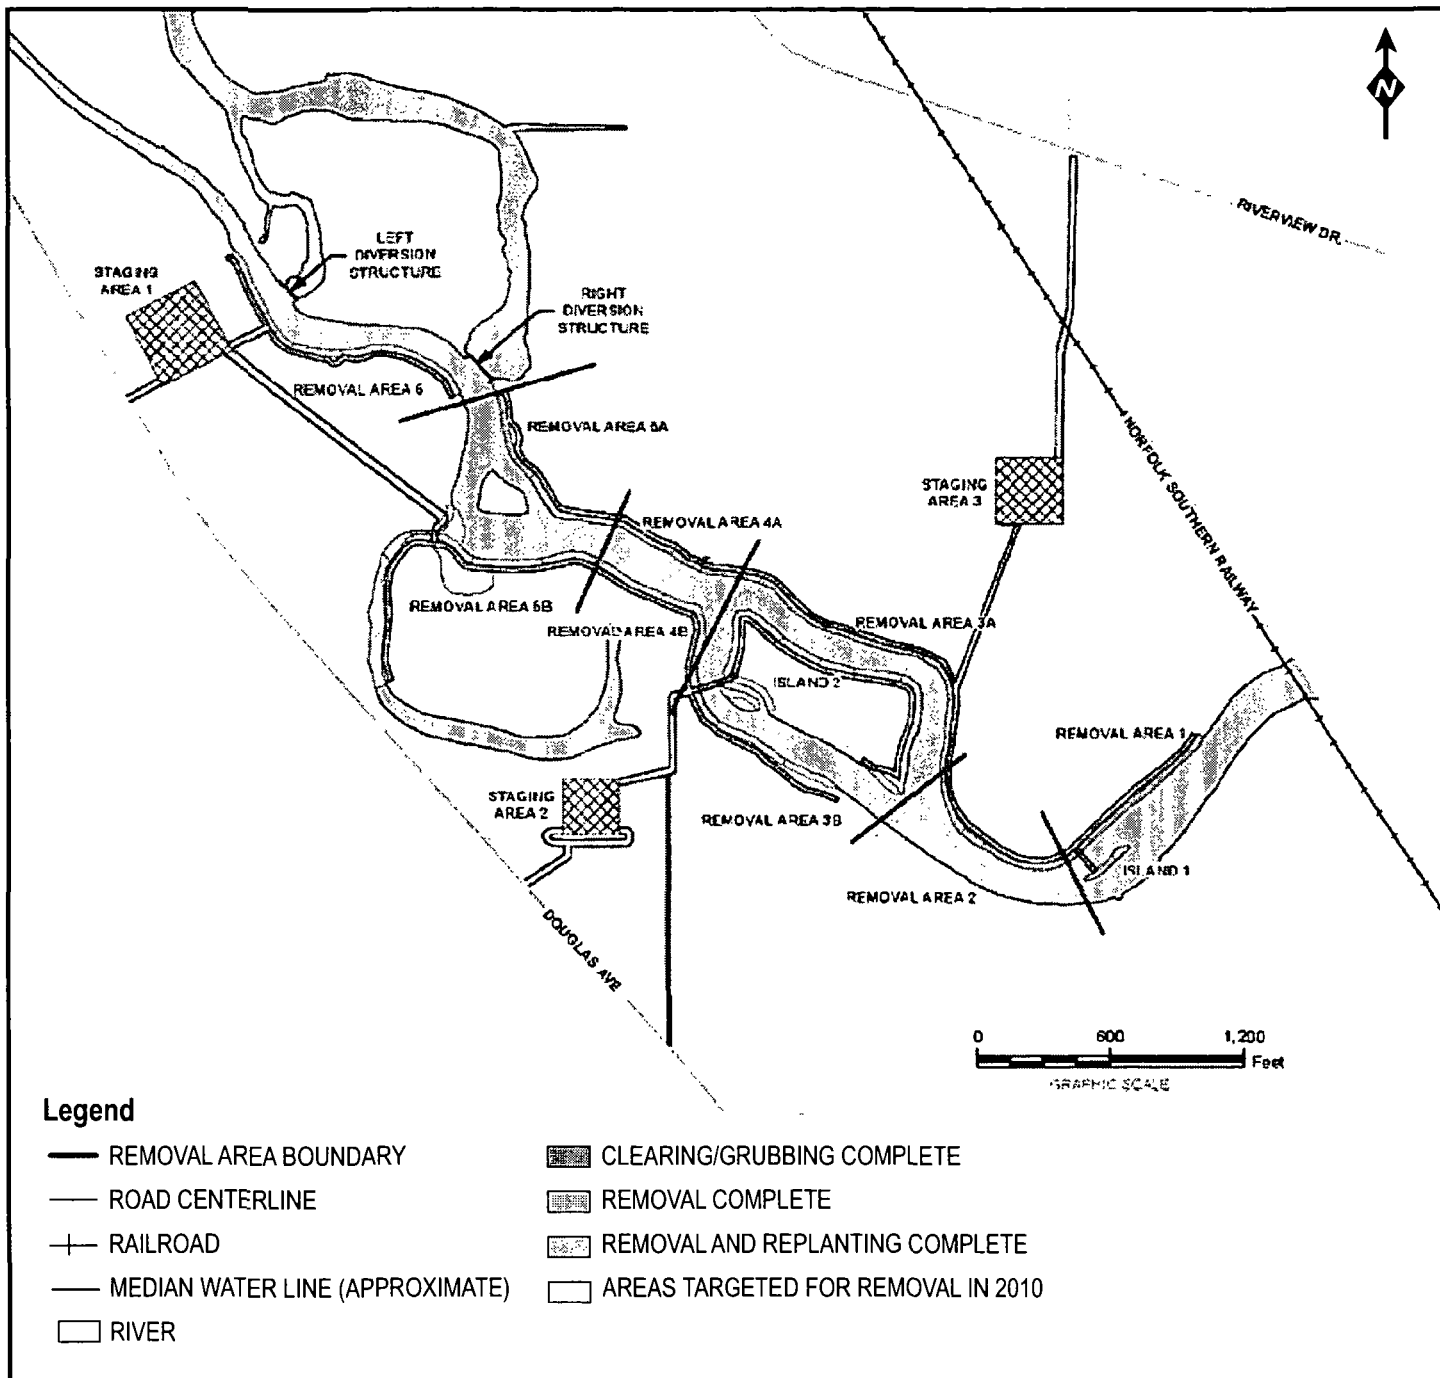 N
RIVERVIEW DR.
LEFT
DIVERSION
STRUCTURE
STAGING
AREA 1
RIGHT
DIVERSION
STRUCTURE
REMOVAL AREA 6
REMOVAL AREA 5A
NORFOLK SOUTHERN RAILWAY
STAGING
AREA 3
REMOVAL AREA 4A
REMOVAL AREA 5B
REMOVAL AREA 4B
REMOVAL AREA 3A
ISLAND 2
REMOVAL AREA 1
STAGING
AREA 2
REMOVAL AREA 3B
ISLAND 1
REMOVAL AREA 2
DOUGLAS AVE
0 600 1,200
Feet
GRAPHIC SCALE
Legend
REMOVAL AREA BOUNDARY
ROAD CENTERLINE
RAILROAD
MEDIAN WATER LINE (APPROXIMATE)
RIVER
CLEARING/GRUBBING COMPLETE
REMOVAL COMPLETE
REMOVAL AND REPLANTING COMPLETE
AREAS TARGETED FOR REMOVAL IN 2010